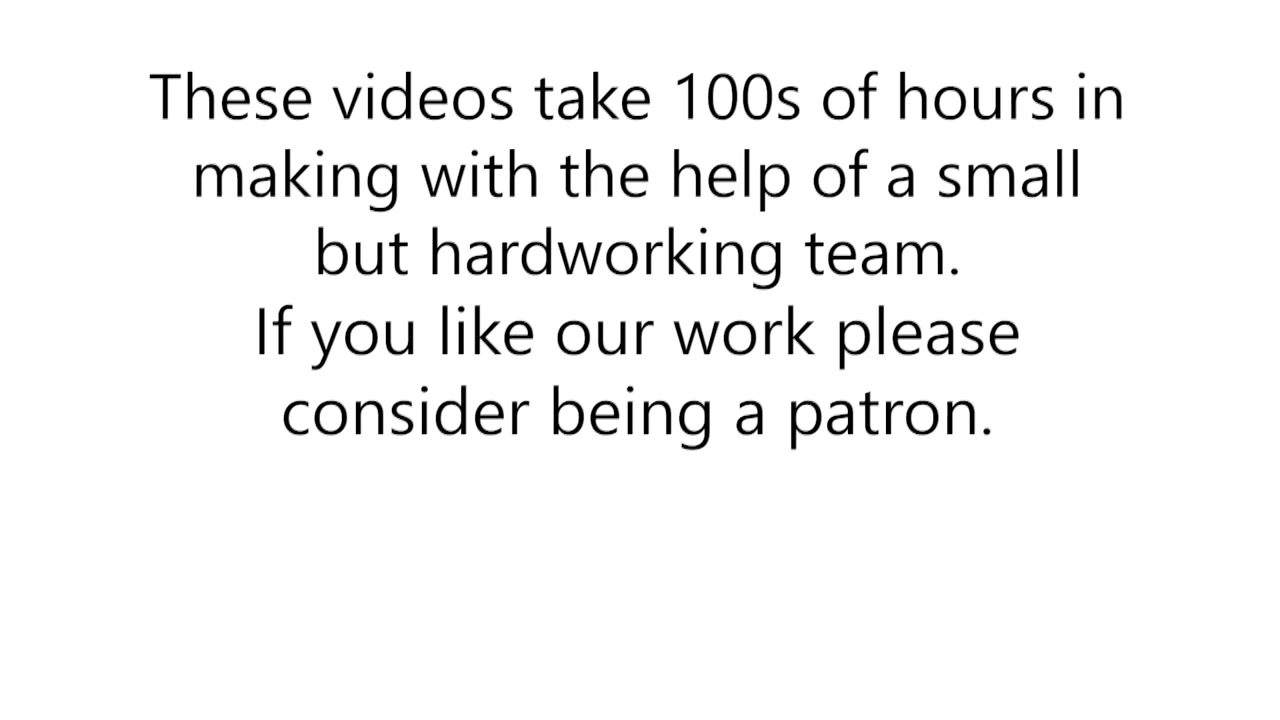 These videos take 100s of hours in
making with the help of a small
but hardworking team.
If you like our work please
consider being a patron.